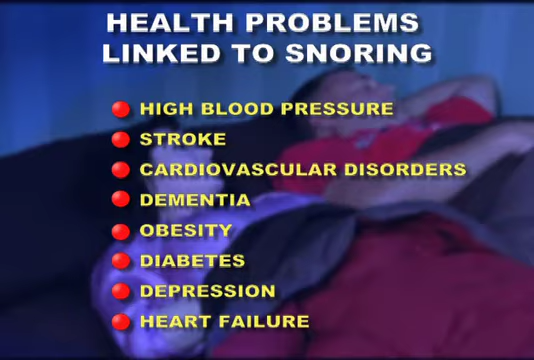 HEALTH PROBLEMS
LINKED TO SNORING
HIGH BLOOD PRESSURE
STROKE
CARDIOVASCULAR DISORDERS
DEMENTIA
OBESITY
DIABETES
DEPRESSION
HEART FAILURE